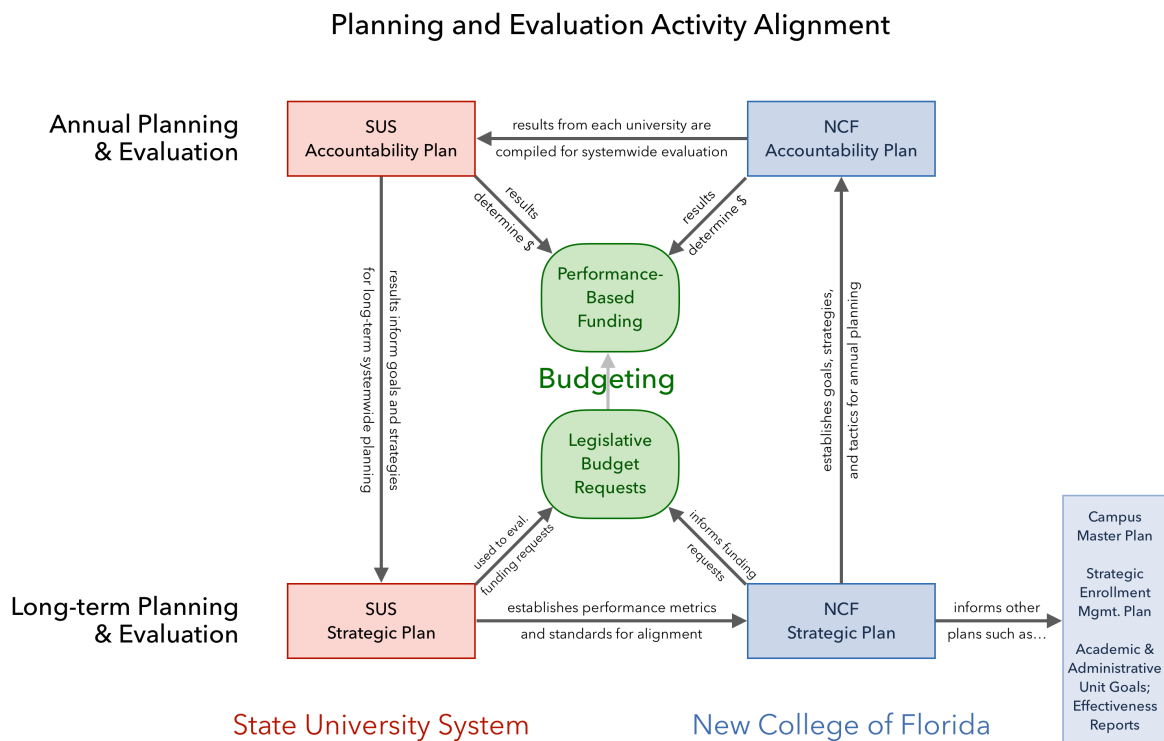 Planning and Evaluation Activity Alignment
Annual Planning
& Evaluation
SUS
Accountability Plan
results from each university are
compiled for systemwide evaluation
NCF
Accountability Plan
results
determine $
results
determine $
Performance-
Based
Funding
results inform goals and strategies
for long-term systemwide planning
establishes goals, strategies,
and tactics for annual planning
Budgeting
Legislative
Budget
Requests
used to eval.
funding requests
informs funding
requests
Long-term Planning
& Evaluation
SUS
Strategic Plan
establishes performance metrics
and standards for alignment
NCF
Strategic Plan
informs other
plans such as...
Campus
Master Plan
Strategic
Enrollment
Mgmt. Plan
Academic &
Administrative
Unit Goals;
Effectiveness
Reports
State University System
New College of Florida